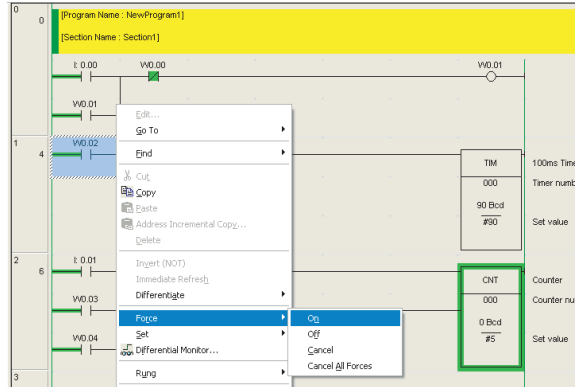 0
0
[Program Name : NewProgram1]
[Section Name : Section1]
I: 0.00
W0.00
W0.01
W0.01
1
4
W0.02
TIM
100ms Time
000
Timer numb
90 Bcd
#90
Set value
2
6
I: 0.01
CNT
Counter
W0.03
000
Counter nu
0 Bcd
W0.04
#5
Set value
3
Edit...
Go To
Find
Cut
Copy
Paste
Address Incremental Copy...
Delete
Invert (NOT)
Immediate Refresh
Differentiate
Force
Set
Differential Monitor...
Rung
On
Off
Cancel
Cancel All Forces